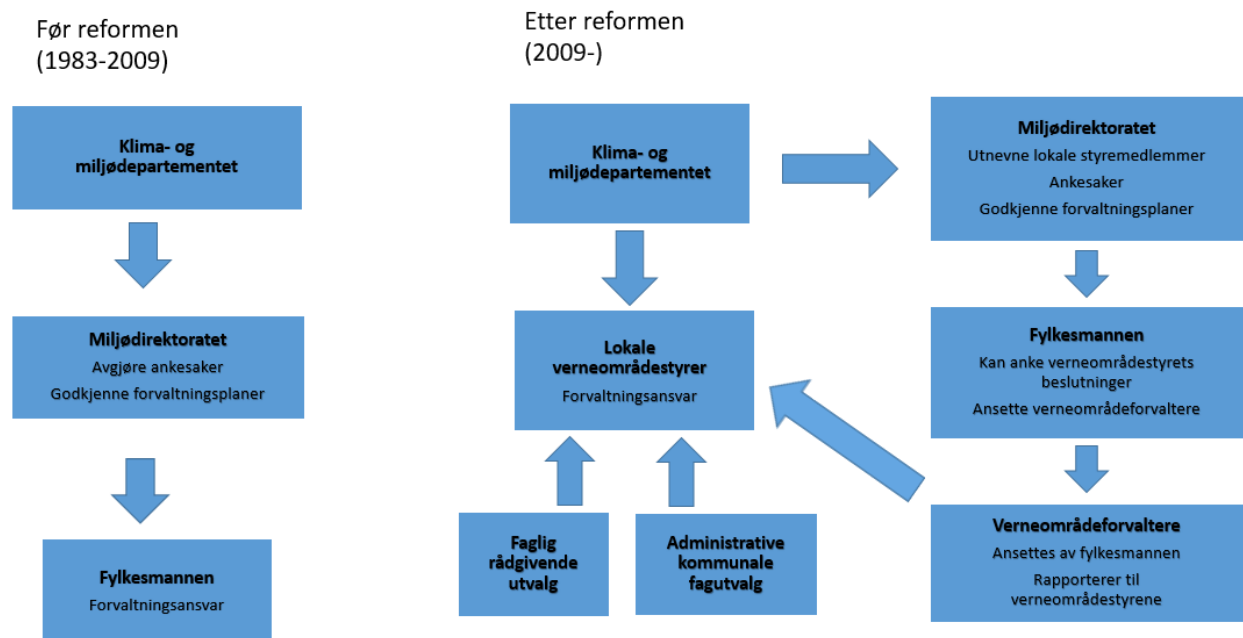 Før reformen
(1983-2009)
Klima- og
miljødepartementet
Miljødirektoratet
Avgjøre ankesaker
Godkjenne forvaltningsplaner
Fylkesmannen
Forvaltningsansvar
Etter reformen
(2009-)
Klima- og
miljødepartementet
Lokale
verneområdestyrer
Forvaltningsansvar
Faglig
rådgivende
utvalg
Administrative
kommunale
fagutvalg
Miljødirektoratet
Utnevne lokale styremedlemmer
Ankesaker
Godkjenne forvaltningsplaner
Fylkesmannen
Kan anke verneområdestyrets
beslutninger
Ansette verneområdeforvaltere
Verneområdeforvaltere
Ansettes av fylkesmannen
Rapporterer til
verneområdestyrene